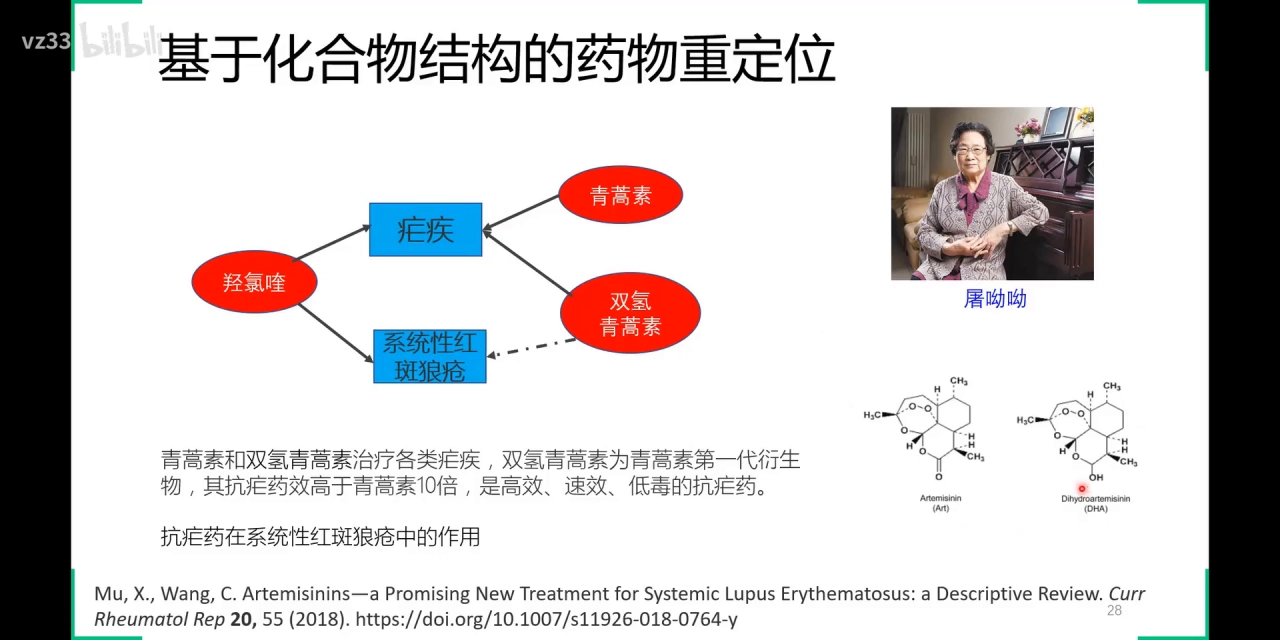 vz33 bilibili
基于化合物结构的药物重定位
青蒿素
疟疾
羟氯喹
双氢
青蒿素
系统性红
斑狼疮
屠呦呦
H
CH₃
H₃C
O
O
O
H
O
H
H
CH₃
O
Artemisinin
(Art)
H
CH₃
H₃C
O
O
O
H
O
H
H
CH₃
OH
Dihydroartemisinin
(DHA)
青蒿素和双氢青蒿素治疗各类疟疾，双氢青蒿素为青蒿素第一代衍生
物，其抗疟药效高于青蒿素10倍，是高效、速效、低毒的抗疟药。
抗疟药在系统性红斑狼疮中的作用
Mu, X., Wang, C. Artemisinins—a Promising New Treatment for Systemic Lupus Erythematosus: a Descriptive Review. Curr
Rheumatol Rep 20, 55 (2018). https://doi.org/10.1007/s11926-018-0764-y
28